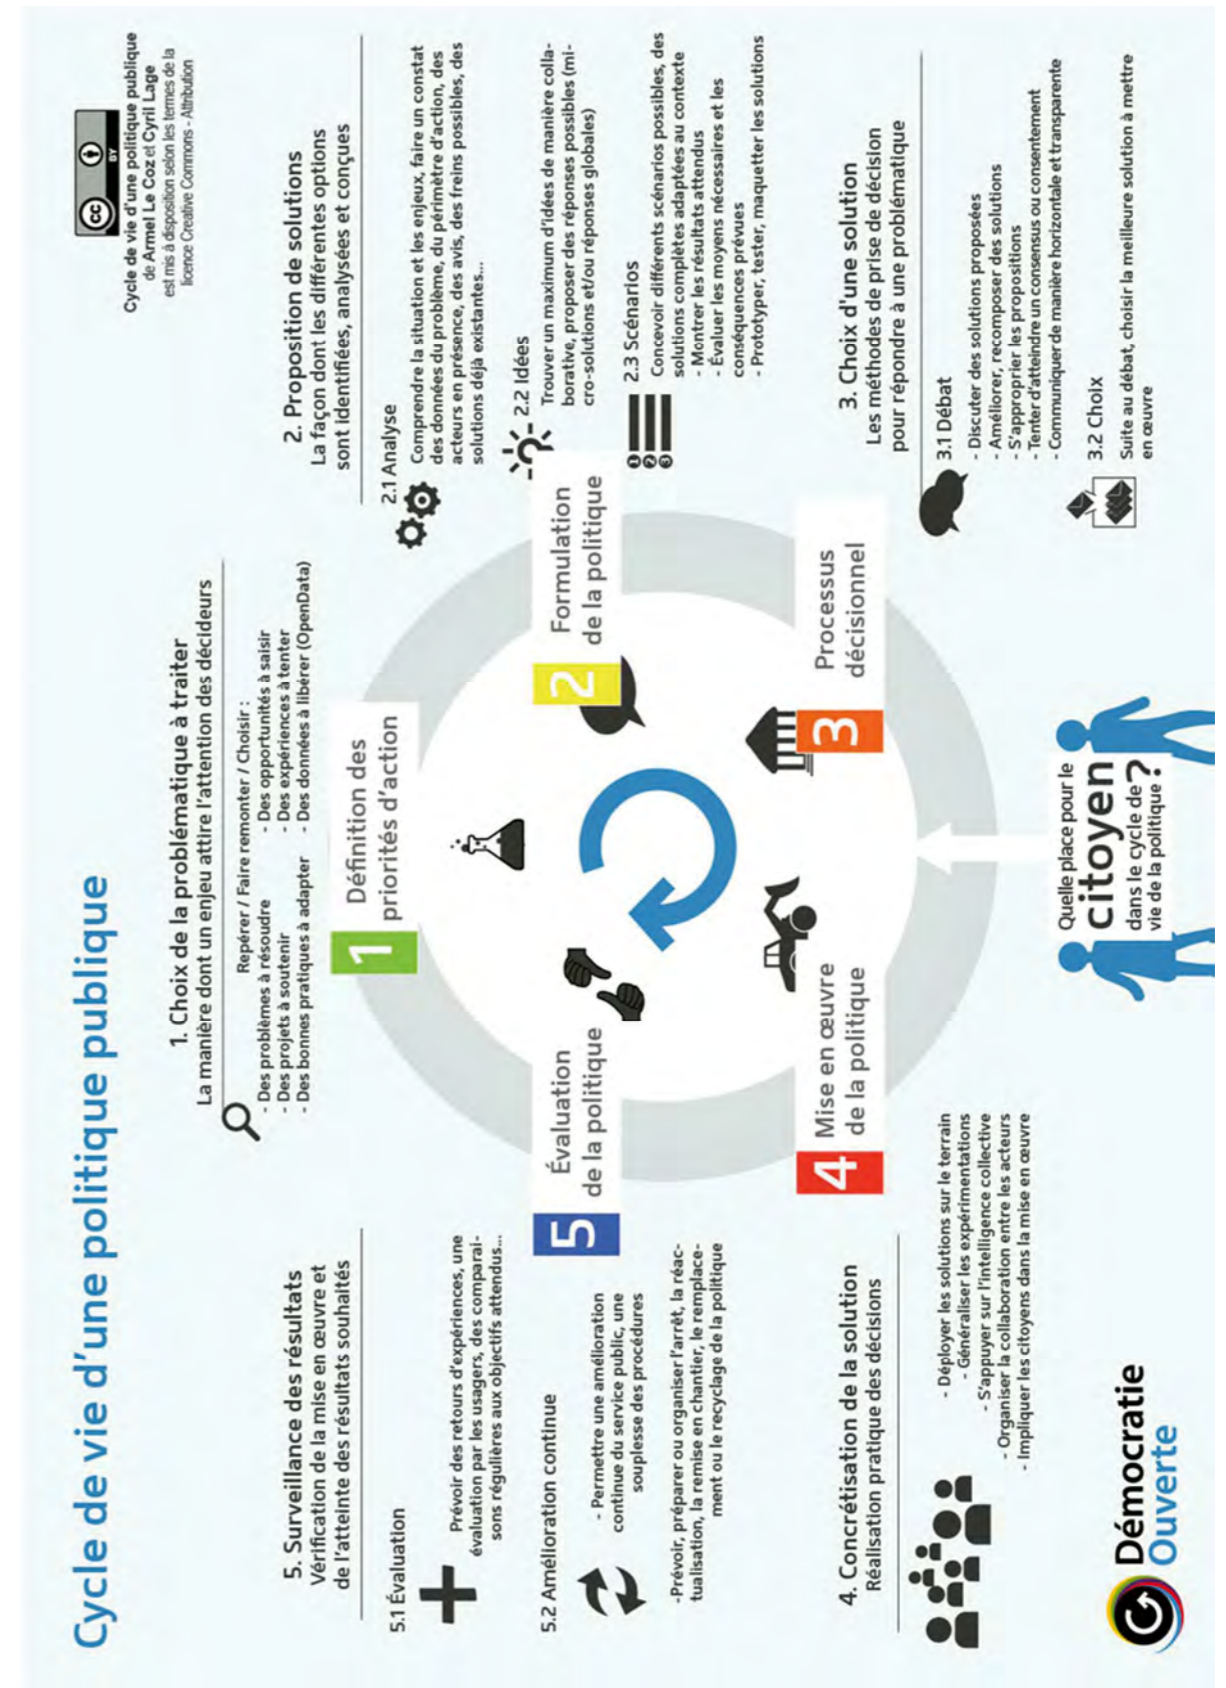 Cycle de vie d'une politique publique
CC
BY
Cycle de vie d'une politique publique
de Armel Le Coz et Cyril Lage
est mis à disposition selon les termes de la
licence Creative Commons - Attribution
1. Choix de la problématique à traiter
La manière dont un enjeu attire l'attention des décideurs
Repérer / Faire remonter / Choisir :
- Des problèmes à résoudre
- Des projets à soutenir
- Des bonnes pratiques à adapter
- Des opportunités à saisir
- Des expériences à tenter
- Des données à libérer (OpenData)
2. Proposition de solutions
La façon dont les différentes options
sont identifiées, analysées et conçues
2.1 Analyse
Comprendre la situation et les enjeux, faire un constat
des données du problème, du périmètre d'action, des
acteurs en présence, des avis, des freins possibles, des
solutions déjà existantes...
2.2 Idées
Trouver un maximum d'idées de manière colla-
borative, proposer des réponses possibles (mi-
cro-solutions et/ou réponses globales)
2.3 Scénarios
1
2
3
Concevoir différents scénarios possibles, des
solutions complètes adaptées au contexte
- Montrer les résultats attendus
- Évaluer les moyens nécessaires et les
conséquences prévues
- Prototyper, tester, maquetter les solutions
3. Choix d'une solution
Les méthodes de prise de décision
pour répondre à une problématique
3.1 Débat
- Discuter des solutions proposées
- Améliorer, recomposer des solutions
- S'approprier les propositions
- Tenter d'atteindre un consensus ou consentement
- Communiquer de manière horizontale et transparente
3.2 Choix
Suite au débat, choisir la meilleure solution à mettre
en œuvre
4. Concrétisation de la solution
Réalisation pratique des décisions
- Déployer les solutions sur le terrain
- Généraliser les expérimentations
- S'appuyer sur l'intelligence collective
- Organiser la collaboration entre les acteurs
- Impliquer les citoyens dans la mise en œuvre
5. Surveillance des résultats
Vérification de la mise en œuvre et
de l'atteinte des résultats souhaités
5.1 Évaluation
Prévoir des retours d'expériences, une
évaluation par les usagers, des comparai-
sons régulières aux objectifs attendus...
5.2 Amélioration continue
- Permettre une amélioration
continue du service public, une
souplesse des procédures
-Prévoir, préparer ou organiser l'arrêt, la réac-
tualisation, la remise en chantier, le remplace-
ment ou le recyclage de la politique
1
Définition des
priorités d'action
2
Formulation
de la politique
3
Processus
décisionnel
4
Mise en œuvre
de la politique
5
Évaluation
de la politique
Quelle place pour le
citoyen
dans le cycle de
vie de la politique ?
Démocratie
Ouverte